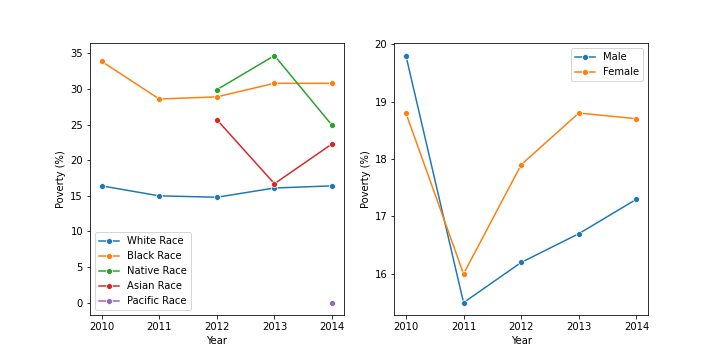 35
30
25
20
15
10
5
0
Poverty (%)
White Race
Black Race
Native Race
Asian Race
Pacific Race
2010 2011 2012 2013 2014
Year
20
19
18
17
16
Poverty (%)
Male
Female
2010 2011 2012 2013 2014
Year